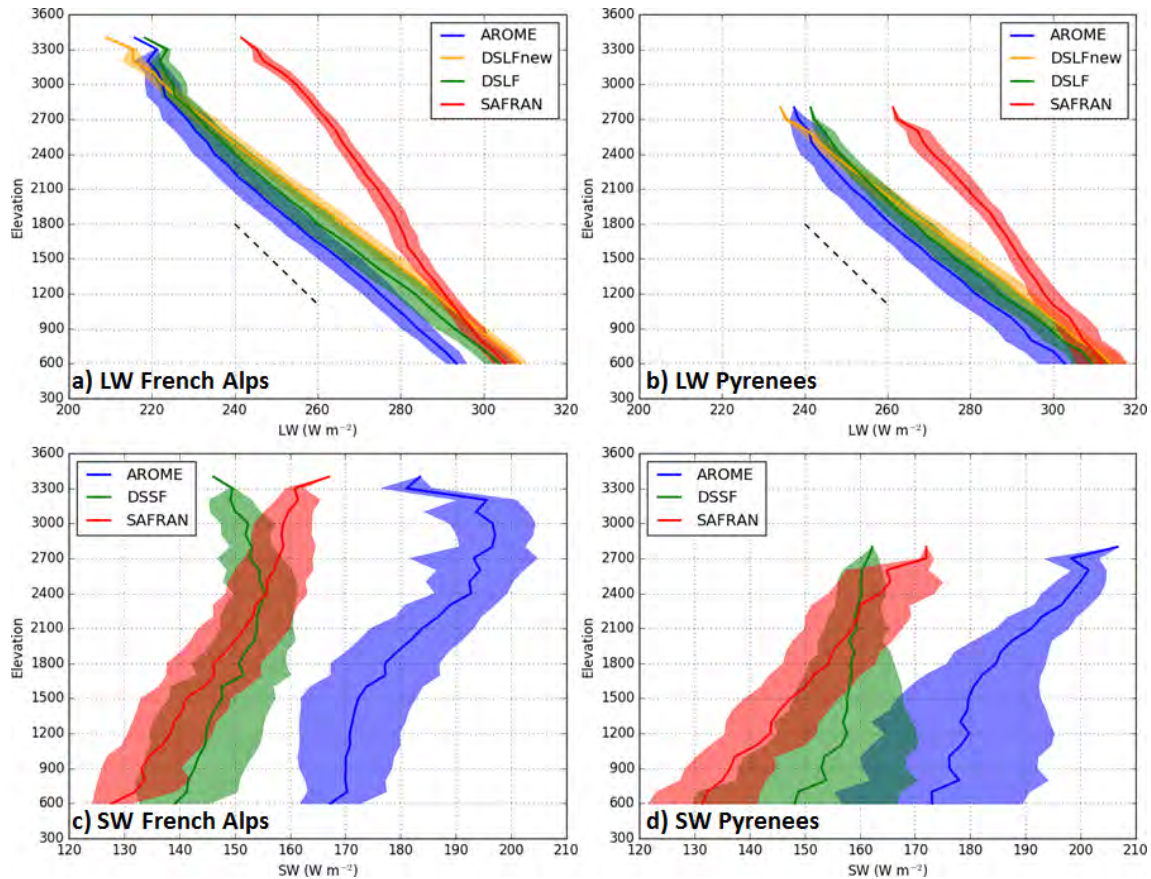 3600
3300
3000
2700
2400
2100
1800
1500
1200
900
600
300
Elevation
AROME
DSLFnew
DSLF
SAFRAN
a) LW French Alps
200 220 240 260 280 300 320
LW (W m⁻²)
3600
3300
3000
2700
2400
2100
1800
1500
1200
900
600
300
Elevation
AROME
DSLFnew
DSLF
SAFRAN
b) LW Pyrenees
200 220 240 260 280 300 320
LW (W m⁻²)
3600
3300
3000
2700
2400
2100
1800
1500
1200
900
600
300
Elevation
AROME
DSSF
SAFRAN
c) SW French Alps
120 130 140 150 160 170 180 190 200 210
SW (W m⁻²)
3600
3300
3000
2700
2400
2100
1800
1500
1200
900
600
300
Elevation
AROME
DSSF
SAFRAN
d) SW Pyrenees
120 130 140 150 160 170 180 190 200 210
SW (W m⁻²)